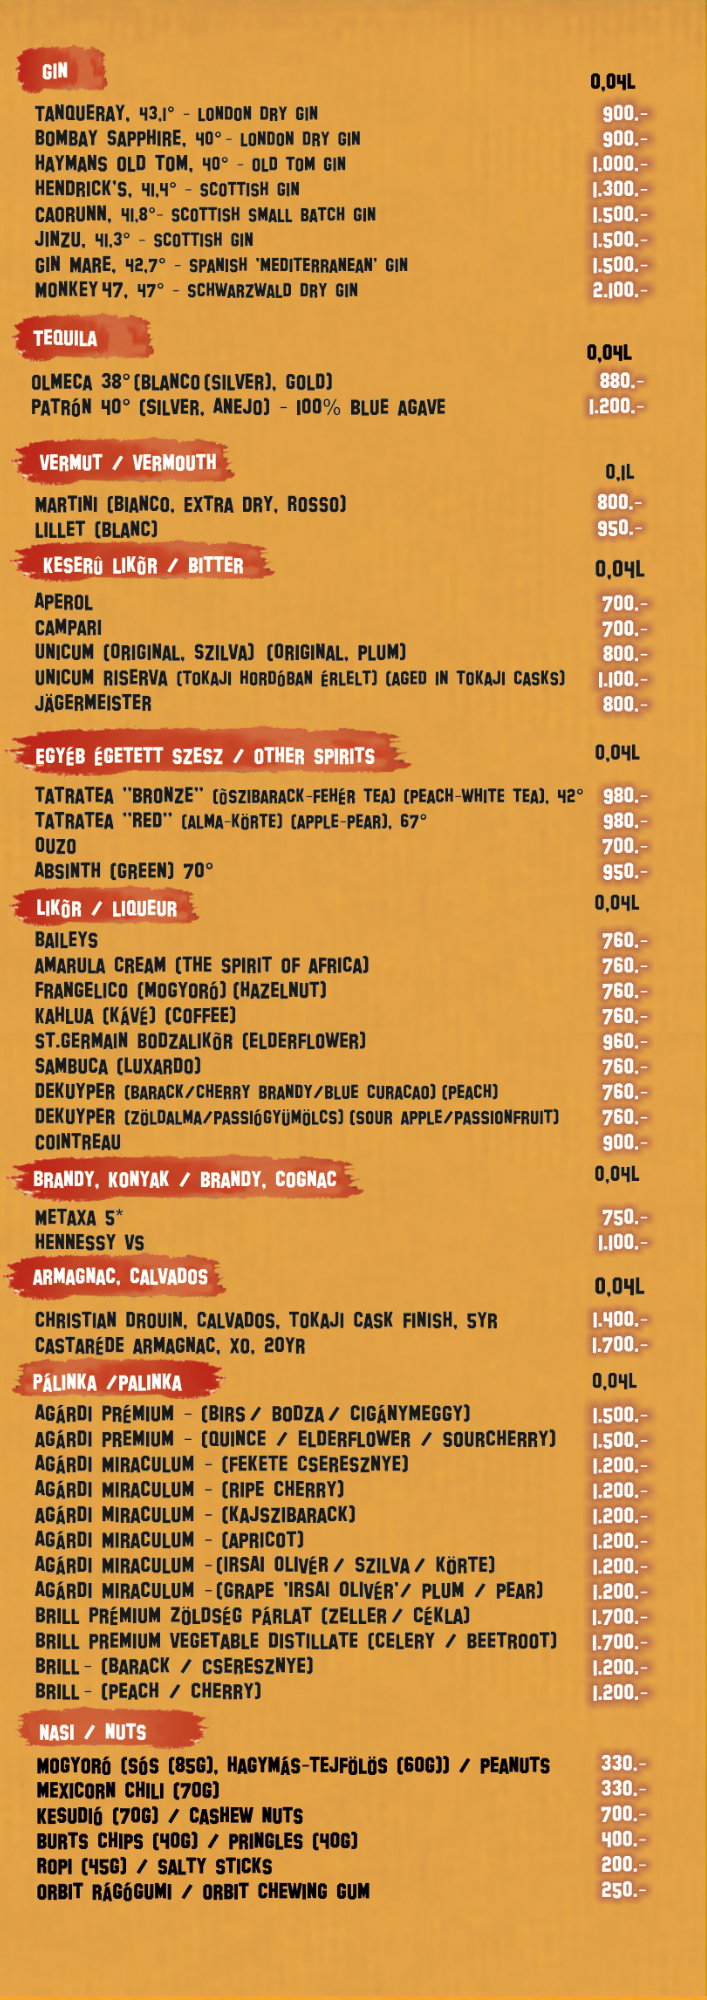 GIN
0,04L
TANQUERAY, 43,1° - LONDON DRY GIN 900.-
BOMBAY SAPPHIRE, 40° - LONDON DRY GIN 900.-
HAYMANS OLD TOM, 40° - OLD TOM GIN 1.000.-
HENDRICK'S, 41,4° - SCOTTISH GIN 1.300.-
CAORUNN, 41,8°- SCOTTISH SMALL BATCH GIN 1.500.-
JINZU, 41,3° - SCOTTISH GIN 1.500.-
GIN MARE, 42,7° - SPANISH 'MEDITERRANEAN' GIN 1.500.-
MONKEY 47, 47° - SCHWARZWALD DRY GIN 2.100.-
TEQUILA
0,04L
OLMECA 38° (BLANCO (SILVER), GOLD) 880.-
PATRÓN 40° (SILVER, ANEJO) - 100% BLUE AGAVE 1.200.-
VERMUT / VERMOUTH
0,1L
MARTINI (BIANCO, EXTRA DRY, ROSSO) 800.-
LILLET (BLANC) 950.-
KESERÛ LIKÕR / BITTER 0,04L
APEROL 700.-
CAMPARI 700.-
UNICUM (ORIGINAL, SZILVA) (ORIGINAL, PLUM) 800.-
UNICUM RISERVA (TOKAJI HORDÓBAN ÉRLELT) (AGED IN TOKAJI CASKS) 1.100.-
JÄGERMEISTER 800.-
EGYÉB ÉGETETT SZESZ / OTHER SPIRITS 0,04L
TATRATEA "BRONZE" (ÕSZIBARACK-FEHÉR TEA) (PEACH-WHITE TEA), 42° 980.-
TATRATEA "RED" (ALMA-KÖRTE) (APPLE-PEAR), 67° 980.-
OUZO 700.-
ABSINTH (GREEN) 70° 950.-
LIKÕR / LIQUEUR 0,04L
BAILEYS 760.-
AMARULA CREAM (THE SPIRIT OF AFRICA) 760.-
FRANGELICO (MOGYORÓ) (HAZELNUT) 760.-
KAHLUA (KÁVÉ) (COFFEE) 760.-
ST.GERMAIN BODZALIKÕR (ELDERFLOWER) 960.-
SAMBUCA (LUXARDO) 760.-
DEKUYPER (BARACK/CHERRY BRANDY/BLUE CURACAO) (PEACH) 760.-
DEKUYPER (ZÖLDALMA/PASSIÓGYÜMÖLCS) (SOUR APPLE/PASSIONFRUIT) 760.-
COINTREAU 900.-
BRANDY, KONYAK / BRANDY, COGNAC 0,04L
METAXA 5* 750.-
HENNESSY VS 1.100.-
ARMAGNAC, CALVADOS 0,04L
CHRISTIAN DROUIN, CALVADOS, TOKAJI CASK FINISH, 5YR 1.400.-
CASTARÉDE ARMAGNAC, XO, 20YR 1.700.-
PÁLINKA /PALINKA 0,04L
AGÁRDI PRÉMIUM - (BIRS / BODZA / CIGÁNYMEGGY) 1.500.-
AGÁRDI PREMIUM - (QUINCE / ELDERFLOWER / SOURCHERRY) 1.500.-
AGÁRDI MIRACULUM - (FEKETE CSERESZNYE) 1.200.-
AGÁRDI MIRACULUM - (RIPE CHERRY) 1.200.-
AGÁRDI MIRACULUM - (KAJSZIBARACK) 1.200.-
AGÁRDI MIRACULUM - (APRICOT) 1.200.-
AGÁRDI MIRACULUM -(IRSAI OLIVÉR / SZILVA / KÖRTE) 1.200.-
AGÁRDI MIRACULUM -(GRAPE 'IRSAI OLIVÉR'/ PLUM / PEAR) 1.200.-
BRILL PRÉMIUM ZÖLDSÉG PÁRLAT (ZELLER / CÉKLA) 1.700.-
BRILL PREMIUM VEGETABLE DISTILLATE (CELERY / BEETROOT) 1.700.-
BRILL - (BARACK / CSERESZNYE) 1.200.-
BRILL - (PEACH / CHERRY) 1.200.-
NASI / NUTS
MOGYORÓ (SÓS (85G), HAGYMÁS-TEJFÖLÖS (60G)) / PEANUTS 330.-
MEXICORN CHILI (70G) 330.-
KESUDIÓ (70G) / CASHEW NUTS 700.-
BURTS CHIPS (40G) / PRINGLES (40G) 400.-
ROPI (45G) / SALTY STICKS 200.-
ORBIT RÁGÓGUMI / ORBIT CHEWING GUM 250.-